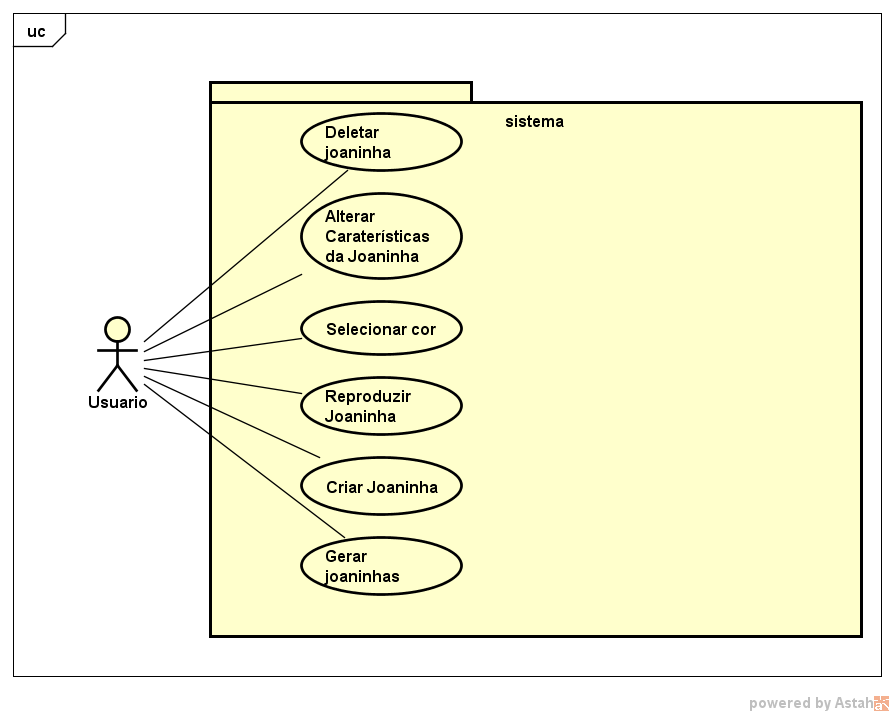 uc
sistema
Deletar
joaninha
Alterar
Caraterísticas
da Joaninha
Selecionar cor
Usuario
Reproduzir
Joaninha
Criar Joaninha
Gerar
joaninhas
powered by Astah